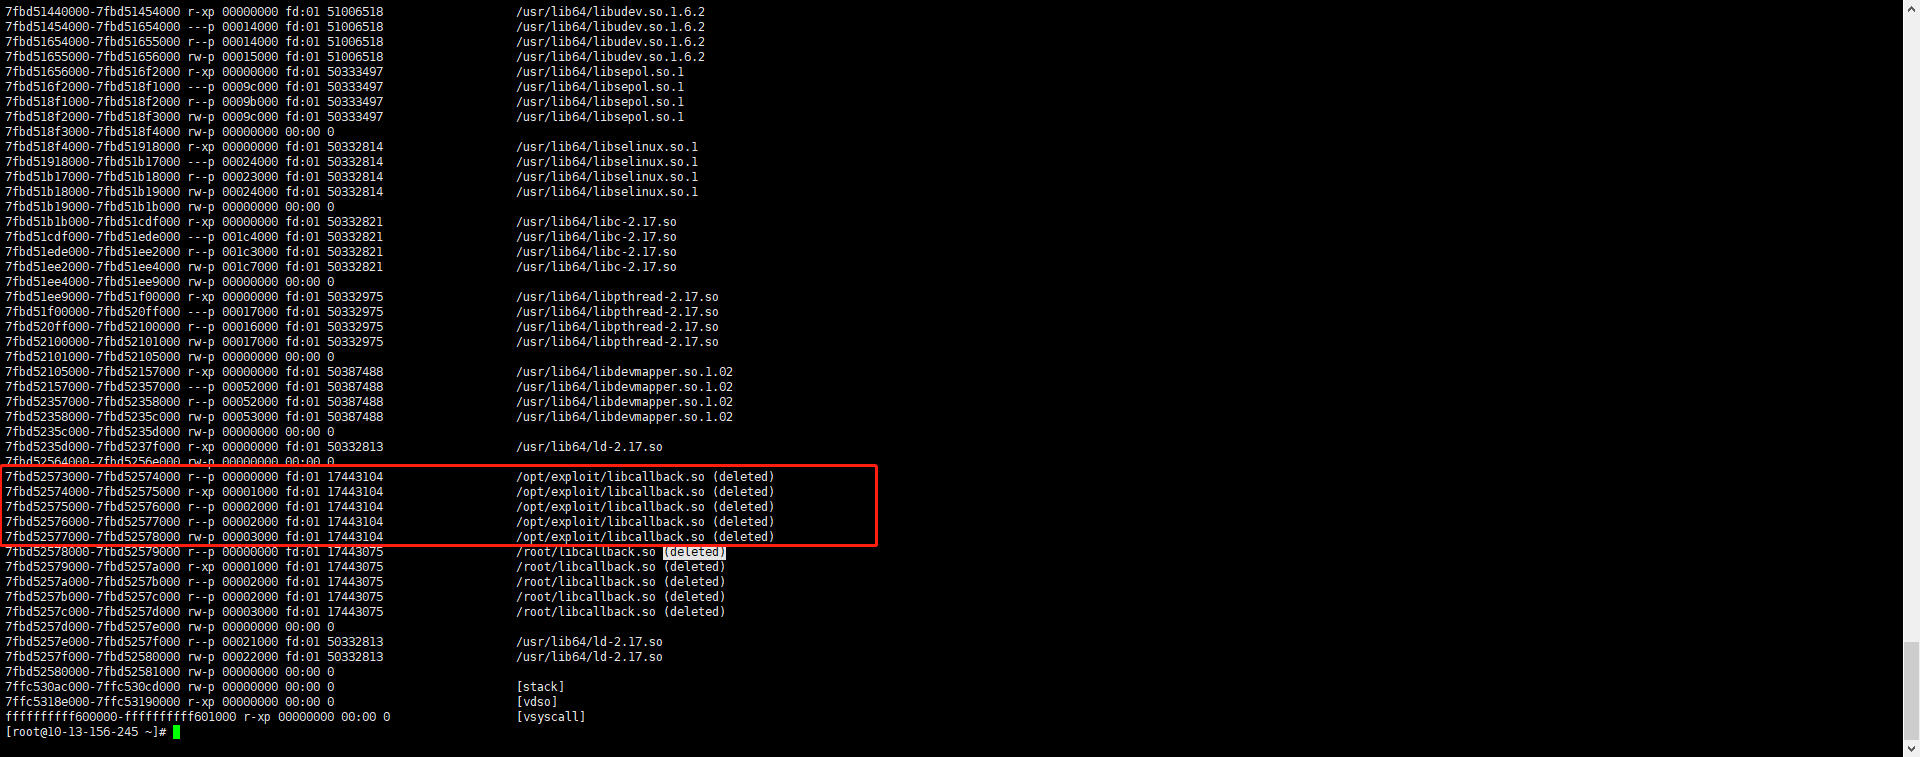 7fbd51440000-7fbd51454000 r-xp 00000000 fd:01 51006518 /usr/lib64/libudev.so.1.6.2
7fbd51454000-7fbd51654000 ---p 00014000 fd:01 51006518 /usr/lib64/libudev.so.1.6.2
7fbd51654000-7fbd51655000 r--p 00014000 fd:01 51006518 /usr/lib64/libudev.so.1.6.2
7fbd51655000-7fbd51656000 rw-p 00015000 fd:01 51006518 /usr/lib64/libudev.so.1.6.2
7fbd51656000-7fbd516f2000 r-xp 00000000 fd:01 50333497 /usr/lib64/libsepol.so.1
7fbd516f2000-7fbd518f1000 ---p 0009c000 fd:01 50333497 /usr/lib64/libsepol.so.1
7fbd518f1000-7fbd518f2000 r--p 0009b000 fd:01 50333497 /usr/lib64/libsepol.so.1
7fbd518f2000-7fbd518f3000 rw-p 0009c000 fd:01 50333497 /usr/lib64/libsepol.so.1
7fbd518f3000-7fbd518f4000 rw-p 00000000 00:00 0
7fbd518f4000-7fbd51918000 r-xp 00000000 fd:01 50332814 /usr/lib64/libselinux.so.1
7fbd51918000-7fbd51b17000 ---p 00024000 fd:01 50332814 /usr/lib64/libselinux.so.1
7fbd51b17000-7fbd51b18000 r--p 00023000 fd:01 50332814 /usr/lib64/libselinux.so.1
7fbd51b18000-7fbd51b19000 rw-p 00024000 fd:01 50332814 /usr/lib64/libselinux.so.1
7fbd51b19000-7fbd51b1b000 rw-p 00000000 00:00 0
7fbd51b1b000-7fbd51cdf000 r-xp 00000000 fd:01 50332821 /usr/lib64/libc-2.17.so
7fbd51cdf000-7fbd51ede000 ---p 001c4000 fd:01 50332821 /usr/lib64/libc-2.17.so
7fbd51ede000-7fbd51ee2000 r--p 001c3000 fd:01 50332821 /usr/lib64/libc-2.17.so
7fbd51ee2000-7fbd51ee4000 rw-p 001c7000 fd:01 50332821 /usr/lib64/libc-2.17.so
7fbd51ee4000-7fbd51ee9000 rw-p 00000000 00:00 0
7fbd51ee9000-7fbd51f00000 r-xp 00000000 fd:01 50332975 /usr/lib64/libpthread-2.17.so
7fbd51f00000-7fbd520ff000 ---p 00017000 fd:01 50332975 /usr/lib64/libpthread-2.17.so
7fbd520ff000-7fbd52100000 r--p 00016000 fd:01 50332975 /usr/lib64/libpthread-2.17.so
7fbd52100000-7fbd52101000 rw-p 00017000 fd:01 50332975 /usr/lib64/libpthread-2.17.so
7fbd52101000-7fbd52105000 rw-p 00000000 00:00 0
7fbd52105000-7fbd52157000 r-xp 00000000 fd:01 50387488 /usr/lib64/libdevmapper.so.1.02
7fbd52157000-7fbd52357000 ---p 00052000 fd:01 50387488 /usr/lib64/libdevmapper.so.1.02
7fbd52357000-7fbd52358000 r--p 00052000 fd:01 50387488 /usr/lib64/libdevmapper.so.1.02
7fbd52358000-7fbd5235c000 rw-p 00053000 fd:01 50387488 /usr/lib64/libdevmapper.so.1.02
7fbd5235c000-7fbd5235d000 rw-p 00000000 00:00 0
7fbd5235d000-7fbd5237f000 r-xp 00000000 fd:01 50332813 /usr/lib64/ld-2.17.so
7fbd52564000-7fbd5256e000 rw-p 00000000 00:00 0
7fbd52573000-7fbd52574000 r--p 00000000 fd:01 17443104 /opt/exploit/libcallback.so (deleted)
7fbd52574000-7fbd52575000 r-xp 00001000 fd:01 17443104 /opt/exploit/libcallback.so (deleted)
7fbd52575000-7fbd52576000 r--p 00002000 fd:01 17443104 /opt/exploit/libcallback.so (deleted)
7fbd52576000-7fbd52577000 r--p 00002000 fd:01 17443104 /opt/exploit/libcallback.so (deleted)
7fbd52577000-7fbd52578000 rw-p 00003000 fd:01 17443104 /opt/exploit/libcallback.so (deleted)
7fbd52578000-7fbd52579000 r--p 00000000 fd:01 17443075 /root/libcallback.so (deleted)
7fbd52579000-7fbd5257a000 r-xp 00001000 fd:01 17443075 /root/libcallback.so (deleted)
7fbd5257a000-7fbd5257b000 r--p 00002000 fd:01 17443075 /root/libcallback.so (deleted)
7fbd5257b000-7fbd5257c000 r--p 00002000 fd:01 17443075 /root/libcallback.so (deleted)
7fbd5257c000-7fbd5257d000 rw-p 00003000 fd:01 17443075 /root/libcallback.so (deleted)
7fbd5257d000-7fbd5257e000 rw-p 00000000 00:00 0
7fbd5257e000-7fbd5257f000 r--p 00021000 fd:01 50332813 /usr/lib64/ld-2.17.so
7fbd5257f000-7fbd52580000 rw-p 00022000 fd:01 50332813 /usr/lib64/ld-2.17.so
7fbd52580000-7fbd52581000 rw-p 00000000 00:00 0
7ffc530ac000-7ffc530cd000 rw-p 00000000 00:00 0 [stack]
7ffc5318e000-7ffc53190000 r-xp 00000000 00:00 0 [vdso]
ffffffffff600000-ffffffffff601000 r-xp 00000000 00:00 0 [vsyscall]
[root@10-13-156-245 ~]#